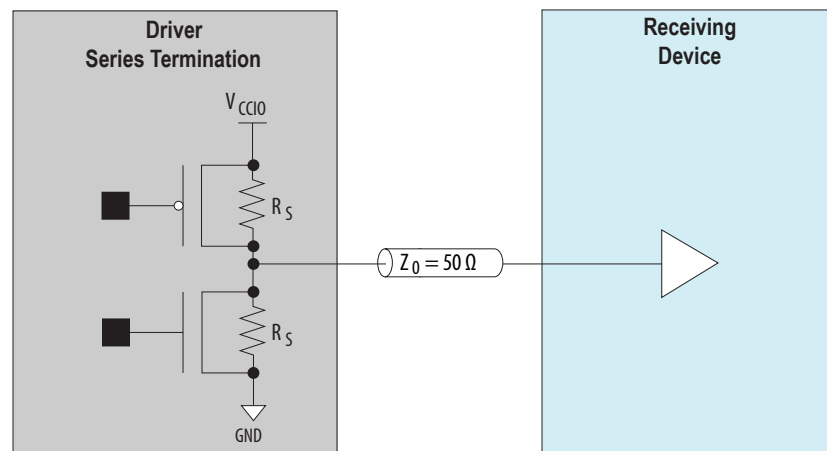 Driver
Series Termination
Receiving
Device
V CCIO
R S
Z 0 = 50 Ω
R S
GND